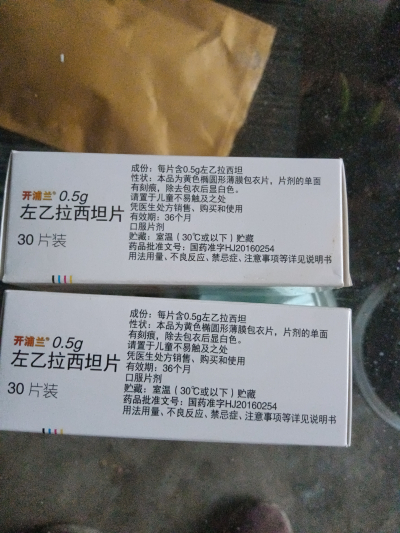 开浦兰® 0.5g
左乙拉西坦片
30 片装
成份：每片含0.5g左乙拉西坦
性状：本品为黄色椭圆形薄膜包衣片，片剂的单面
有刻痕，除去包衣后显白色。
请置于儿童不易触及之处
凭医生处方销售、购买和使用
有效期：36个月
口服片剂
贮藏：室温（30℃或以下）贮藏
药品批准文号：国药准字HJ20160254
用法用量、不良反应、禁忌症、注意事项等详见说明书
开浦兰® 0.5g
左乙拉西坦片
30 片装
成份：每片含0.5g左乙拉西坦
性状：本品为黄色椭圆形薄膜包衣片，片剂的单面
有刻痕，除去包衣后显白色。
请置于儿童不易触及之处
凭医生处方销售、购买和使用
有效期：36个月
口服片剂
贮藏：室温（30℃或以下）贮藏
药品批准文号：国药准字HJ20160254
用法用量、不良反应、禁忌症、注意事项等详见说明书